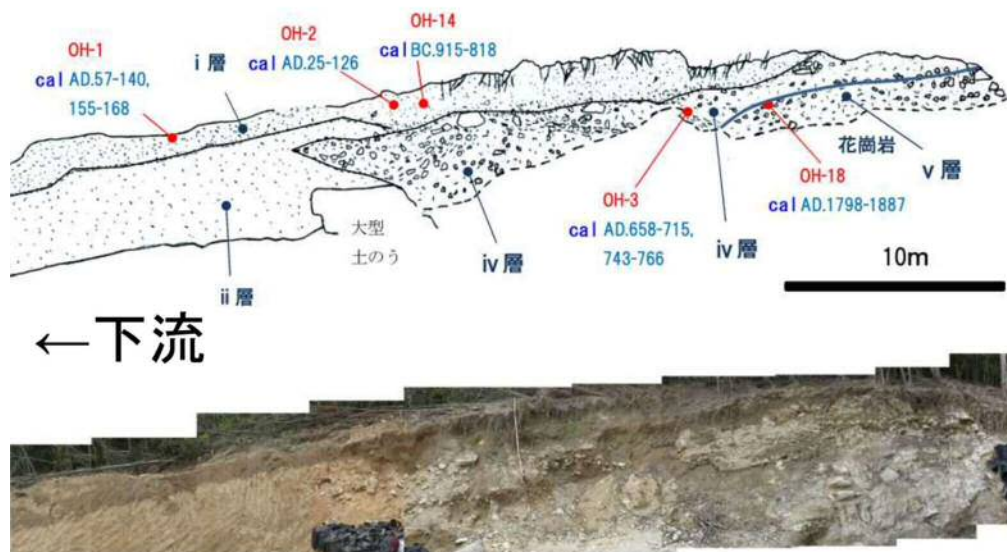 OH-1
cal AD.57-140,
155-168
i 層
OH-2
cal AD.25-126
OH-14
cal BC.915-818
OH-3
cal AD.658-715,
743-766
iv 層
花崗岩
OH-18
cal AD.1798-1887
v 層
大型
土のう
iv 層
ii 層
10m
←下流